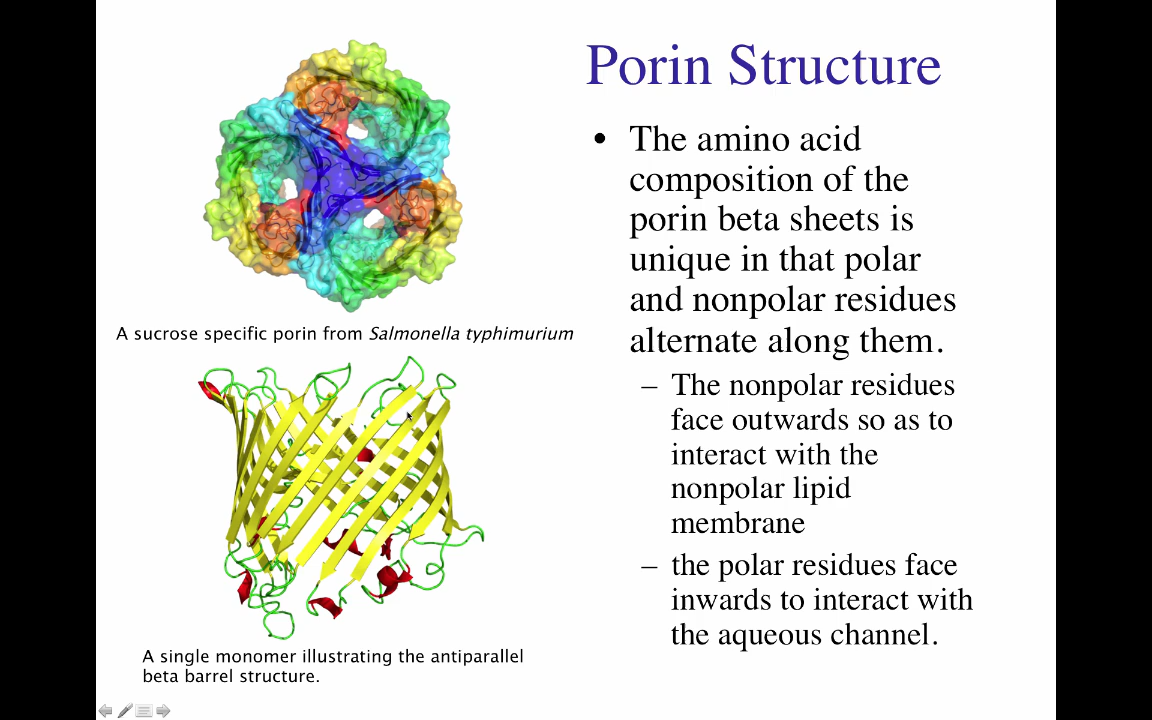 Porin Structure
• The amino acid
composition of the
porin beta sheets is
unique in that polar
and nonpolar residues
alternate along them.
– The nonpolar residues
face outwards so as to
interact with the
nonpolar lipid
membrane
– the polar residues face
inwards to interact with
the aqueous channel.
A sucrose specific porin from Salmonella typhimurium
A single monomer illustrating the antiparallel
beta barrel structure.